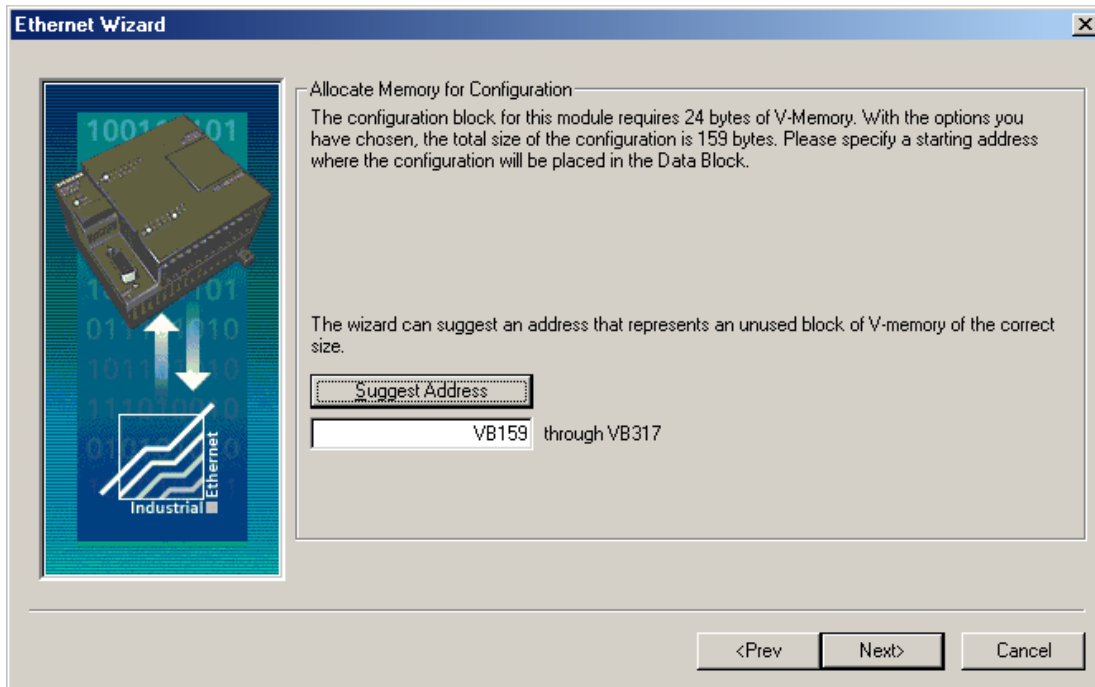 Ethernet Wizard
Allocate Memory for Configuration
The configuration block for this module requires 24 bytes of V-Memory. With the options you
have chosen, the total size of the configuration is 159 bytes. Please specify a starting address
where the configuration will be placed in the Data Block.
The wizard can suggest an address that represents an unused block of V-memory of the correct
size.
Suggest Address
VB159 through VB317
Industrial
Ethernet
<Prev
Next>
Cancel